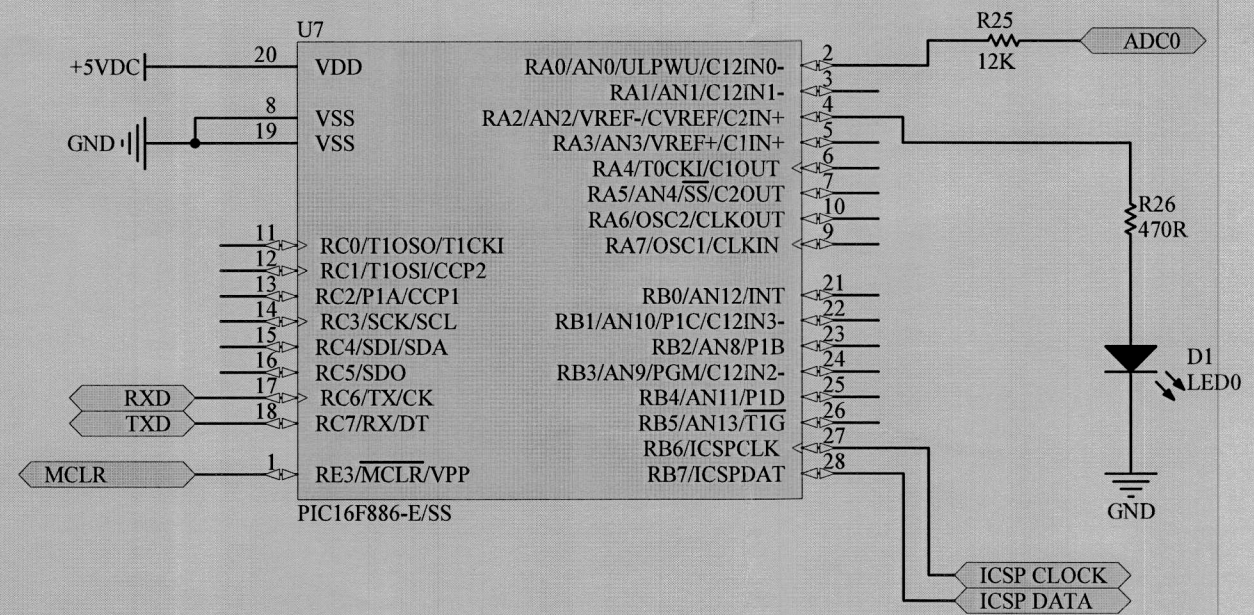 U7
+5VDC
20
VDD
GND
8
VSS
19
VSS
11
RC0/T1OSO/T1CKI
12
RC1/T1OSI/CCP2
13
RC2/P1A/CCP1
14
RC3/SCK/SCL
15
RC4/SDI/SDA
16
RC5/SDO
RXD
17
RC6/TX/CK
TXD
18
RC7/RX/DT
MCLR
1
RE3/MCLR/VPP
PIC16F886-E/SS
RA0/AN0/ULPWU/C12IN0-
2
RA1/AN1/C12IN1-
3
RA2/AN2/VREF-/CVREF/C2IN+
4
RA3/AN3/VREF+/C1IN+
5
RA4/T0CKI/C1OUT
6
RA5/AN4/SS/C2OUT
7
RA6/OSC2/CLKOUT
10
RA7/OSC1/CLKIN
9
RB0/AN12/INT
21
RB1/AN10/P1C/C12IN3-
22
RB2/AN8/P1B
23
RB3/AN9/PGM/C12IN2-
24
RB4/AN11/P1D
25
RB5/AN13/T1G
26
RB6/ICSPCLK
27
RB7/ICSPDAT
28
R25
12K
ADC0
R26
470R
D1
LED0
GND
ICSP CLOCK
ICSP DATA